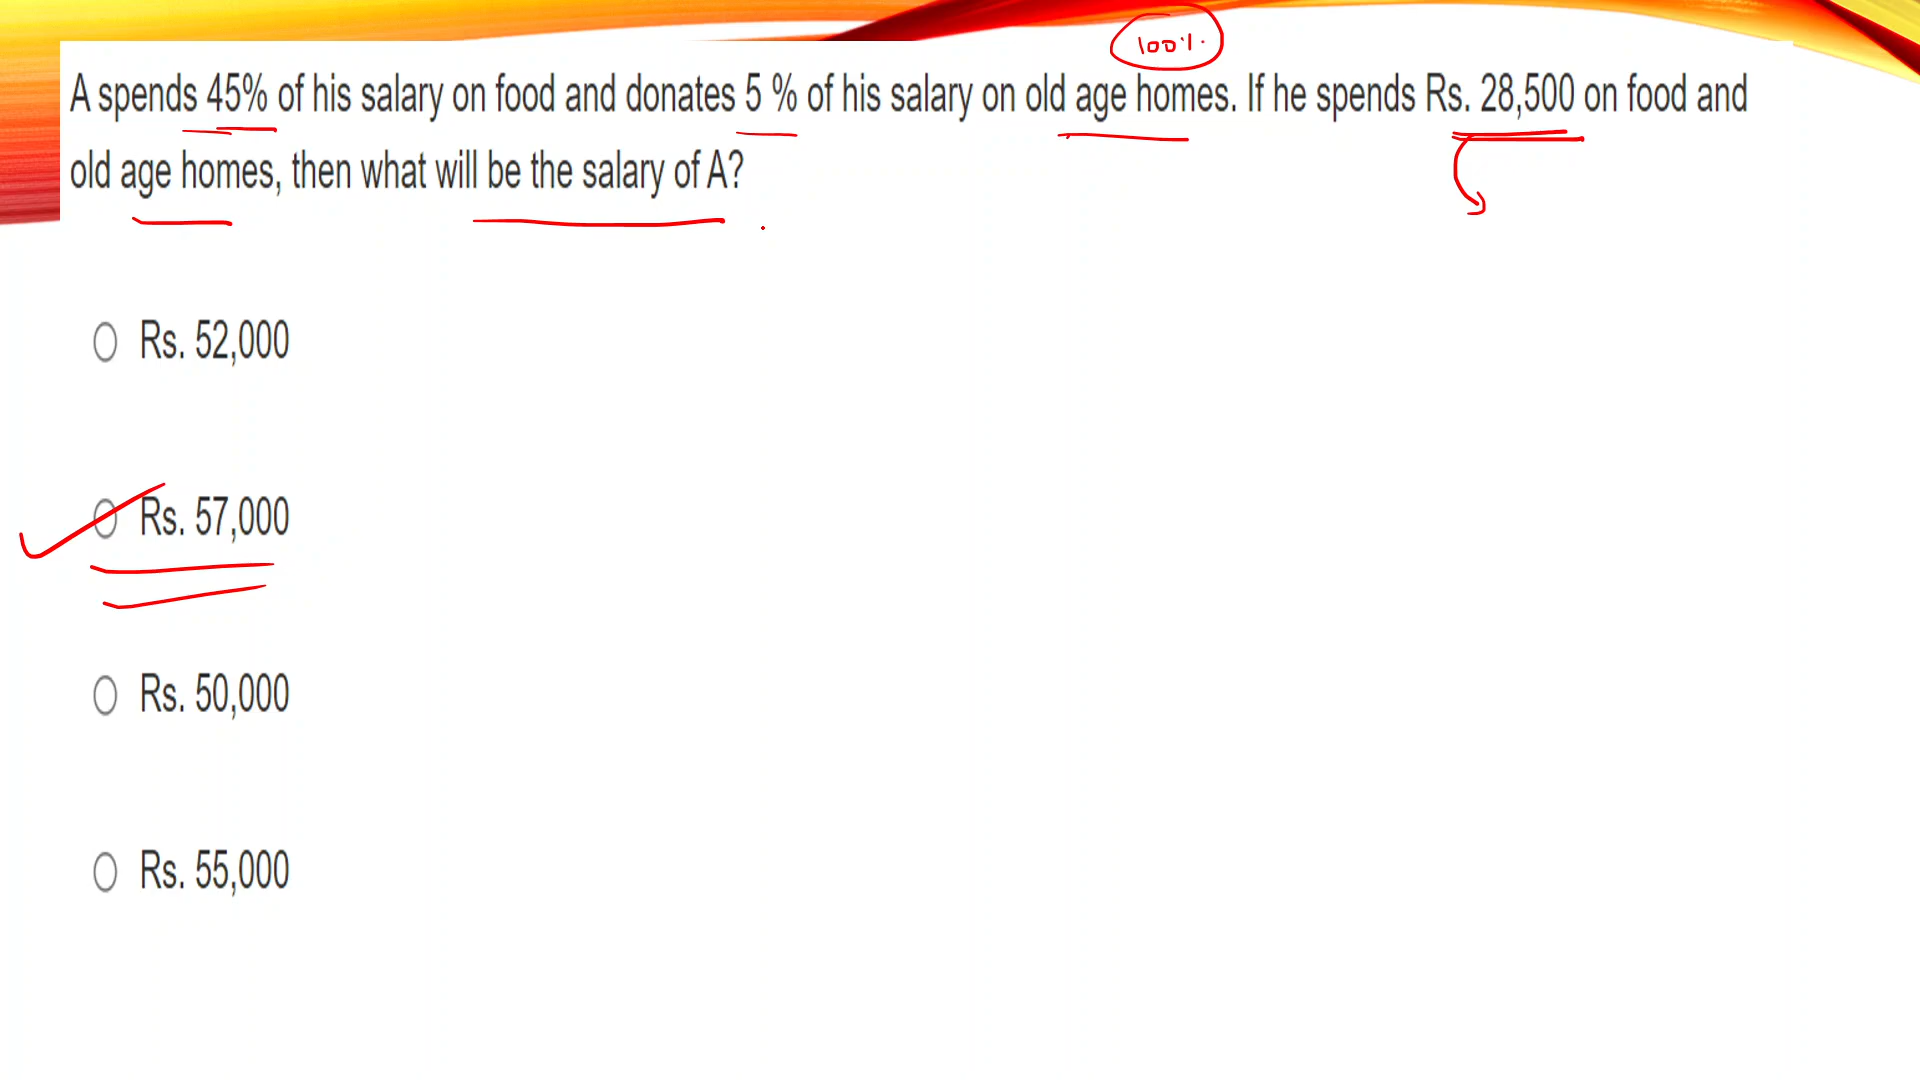 100%.
A spends 45% of his salary on food and donates 5 % of his salary on old age homes. If he spends Rs. 28,500 on food and
old age homes, then what will be the salary of A?
Rs. 52,000
Rs. 57,000
Rs. 50,000
Rs. 55,000